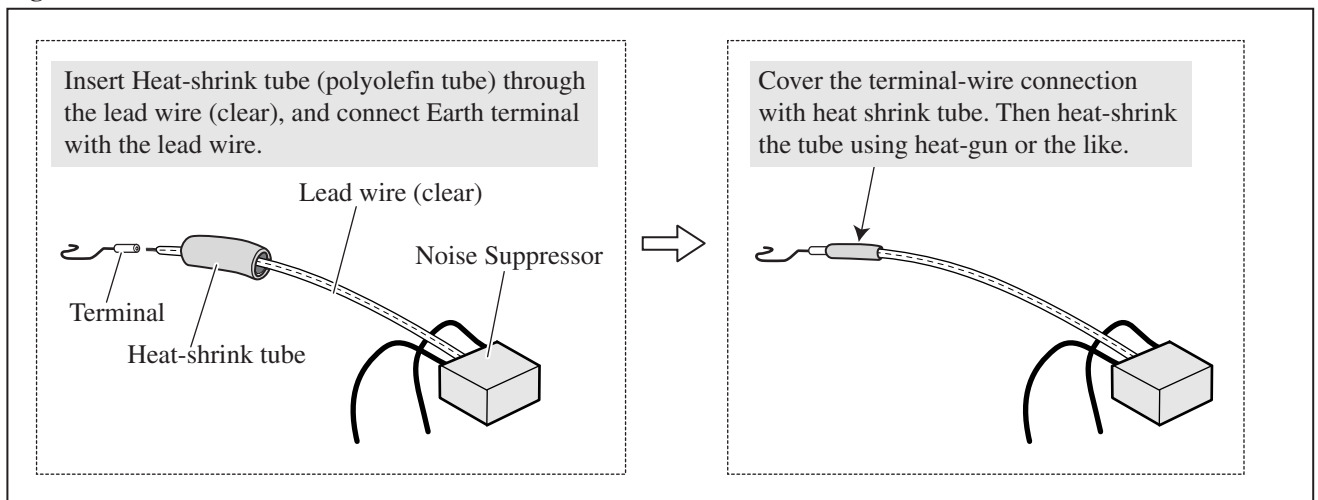 Insert Heat-shrink tube (polyolefin tube) through
the lead wire (clear), and connect Earth terminal
with the lead wire.
Lead wire (clear)
Noise Suppressor
Terminal
Heat-shrink tube
Cover the terminal-wire connection
with heat shrink tube. Then heat-shrink
the tube using heat-gun or the like.